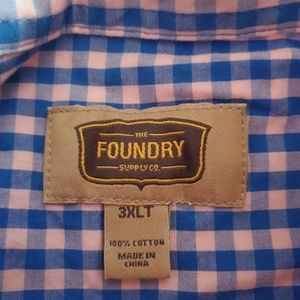 THE
FOUNDRY
SUPPLY CO.
3XLT
100% COTTON
MADE IN
CHINA